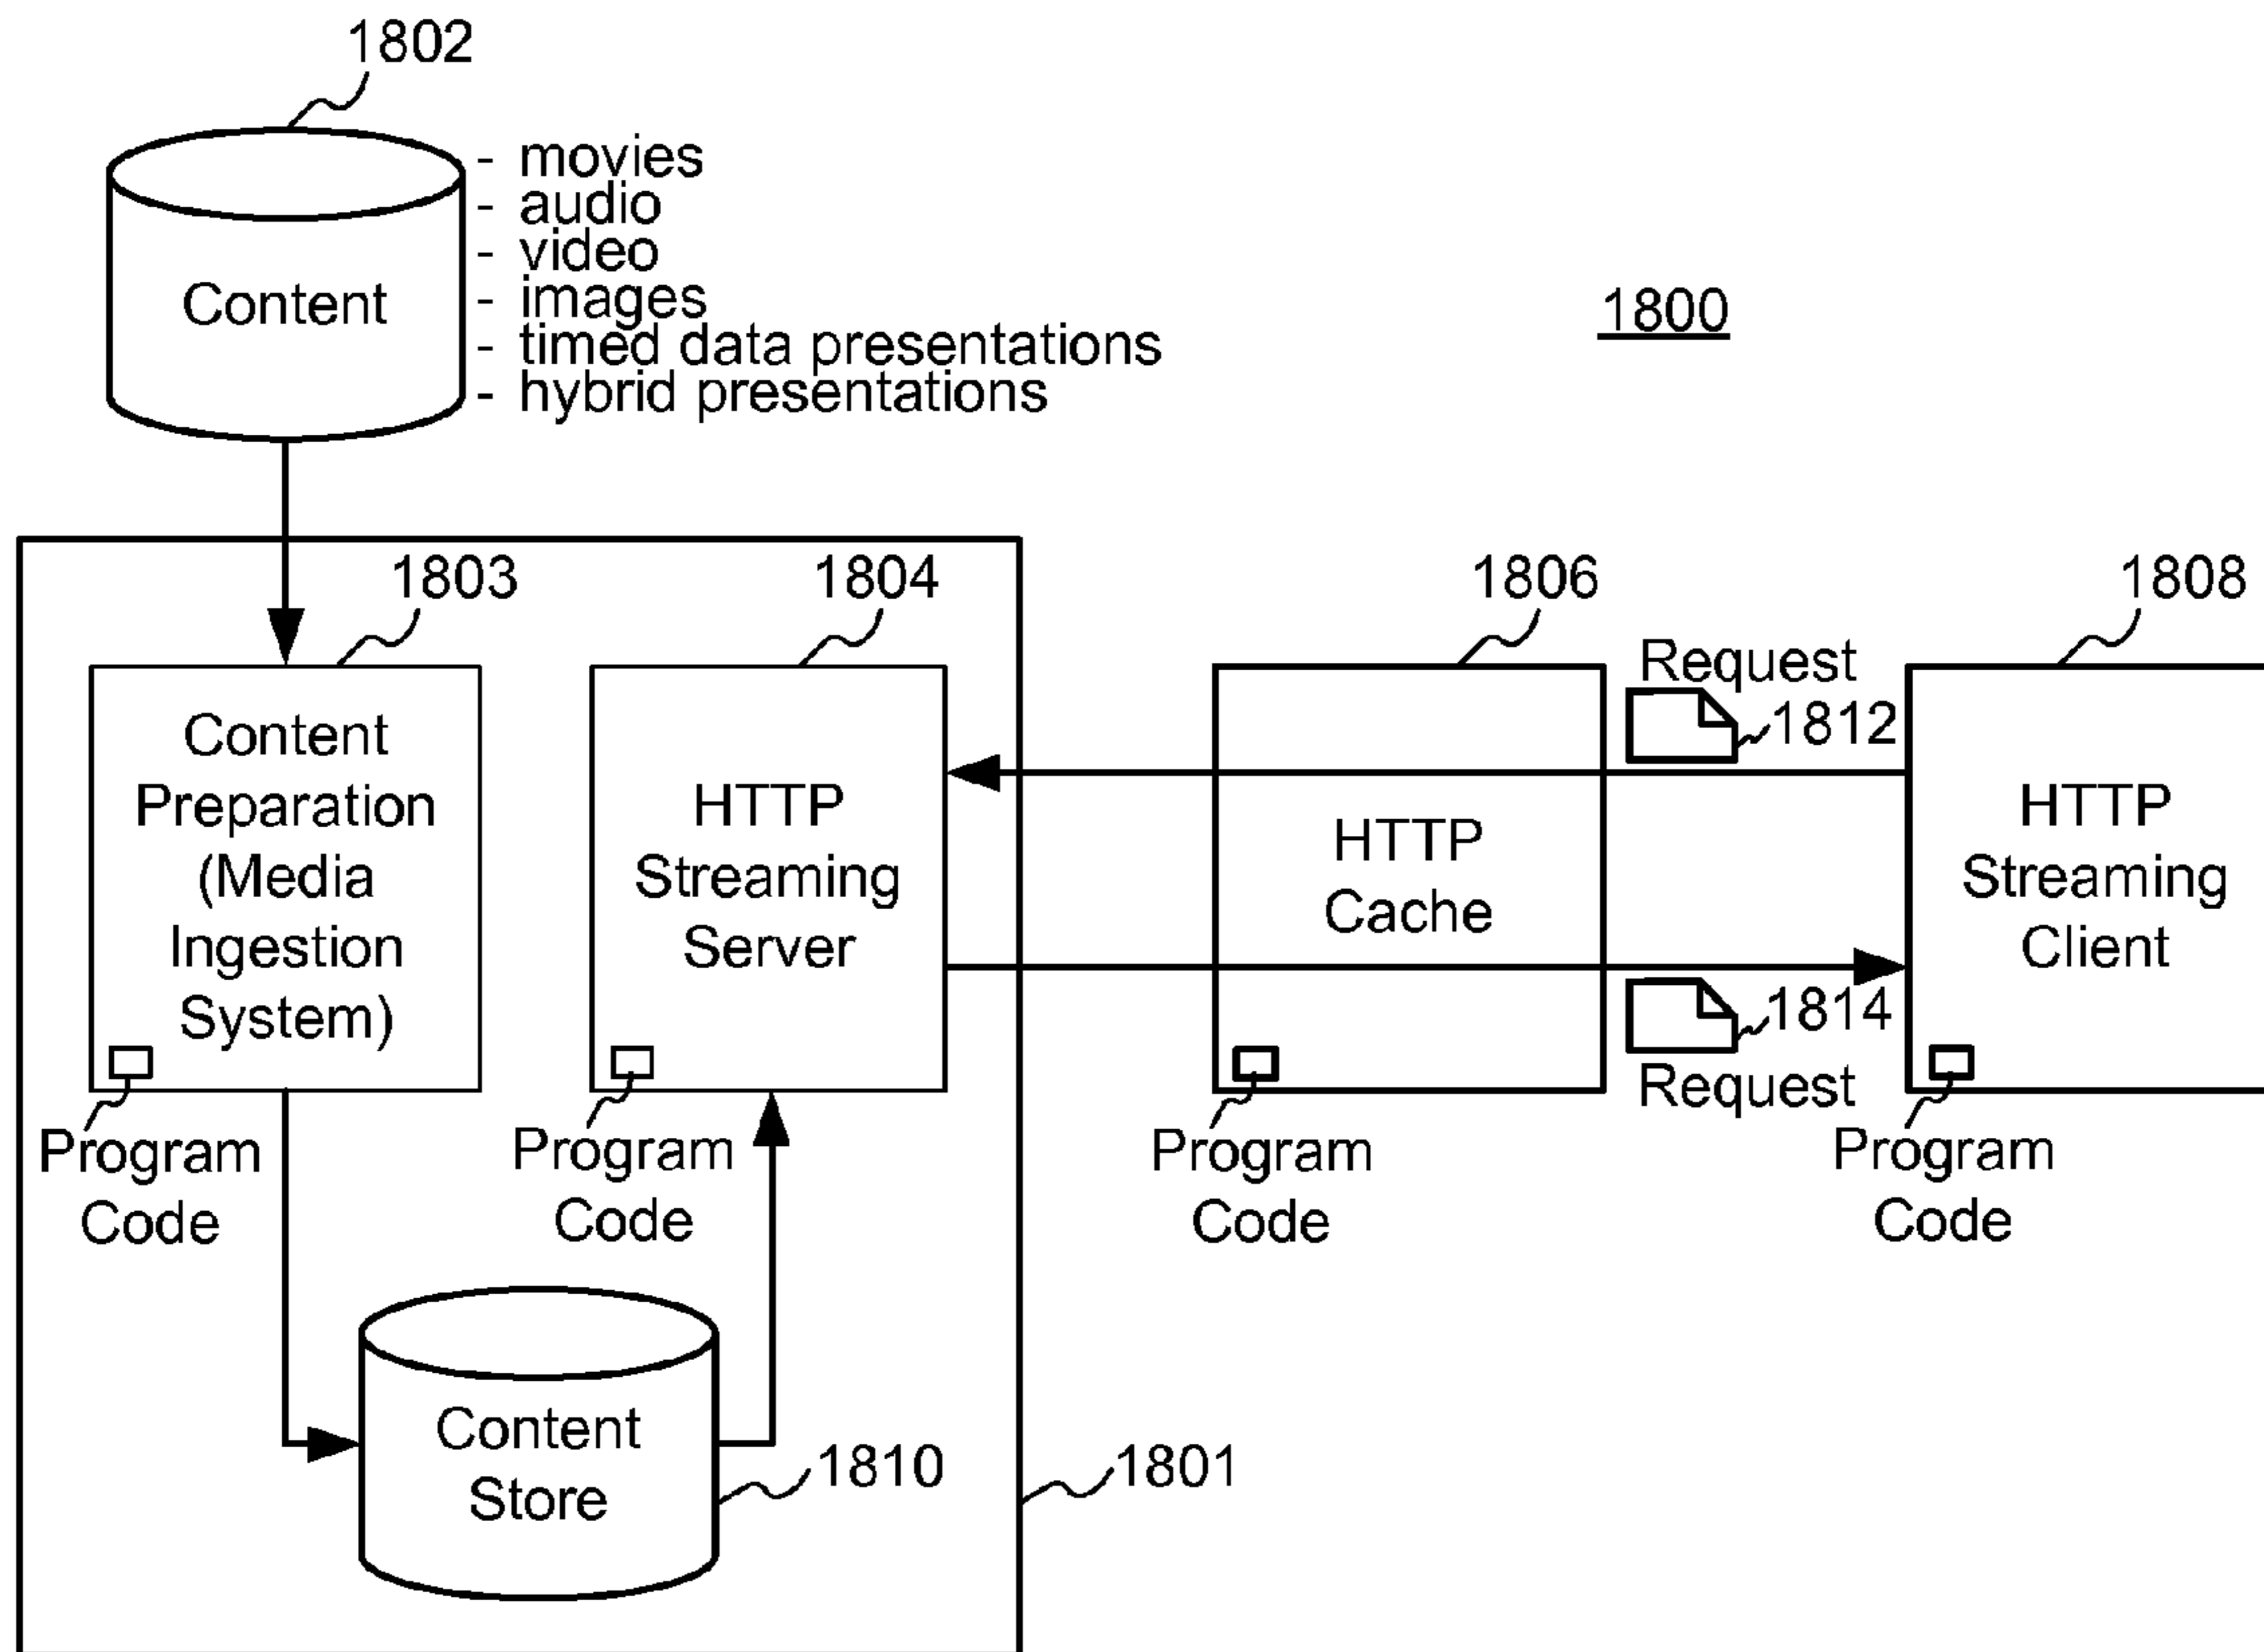 1802
- movies
- audio
- video
- images
- timed data presentations
- hybrid presentations
Content
1800
1803
1804
1806
1808
Content
Preparation
(Media
Ingestion
System)
Program
Code
HTTP
Streaming
Server
Program
Code
HTTP
Cache
Program
Code
Request
1812
1814
Request
HTTP
Streaming
Client
Program
Code
Content
Store
1810
1801